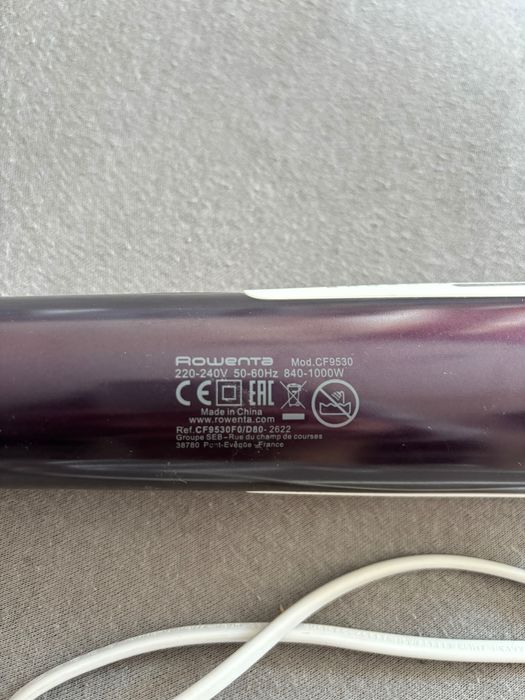 Rowenta Mod.CF9530
220-240V 50-60Hz 840-1000W
CE EAC
Made in China
www.rowenta.com
Ref.CF9530F0/D80- 2622
Groupe SEB - Rue du champ de courses
38780 Pont-Evêque - France